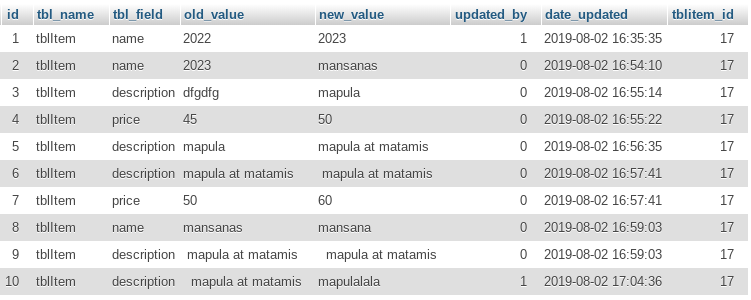 id tbl_name tbl_field old_value new_value updated_by date_updated tblitem_id
1 tblItem name 2022 2023 1 2019-08-02 16:35:35 17
2 tblItem name 2023 mansanas 0 2019-08-02 16:54:10 17
3 tblItem description dfgdfg mapula 0 2019-08-02 16:55:14 17
4 tblItem price 45 50 0 2019-08-02 16:55:22 17
5 tblItem description mapula mapula at matamis 0 2019-08-02 16:56:35 17
6 tblItem description mapula at matamis mapula at matamis 0 2019-08-02 16:57:41 17
7 tblItem price 50 60 0 2019-08-02 16:57:41 17
8 tblItem name mansanas mansana 0 2019-08-02 16:59:03 17
9 tblItem description mapula at matamis mapula at matamis 0 2019-08-02 16:59:03 17
10 tblItem description mapula at matamis mapulalala 1 2019-08-02 17:04:36 17